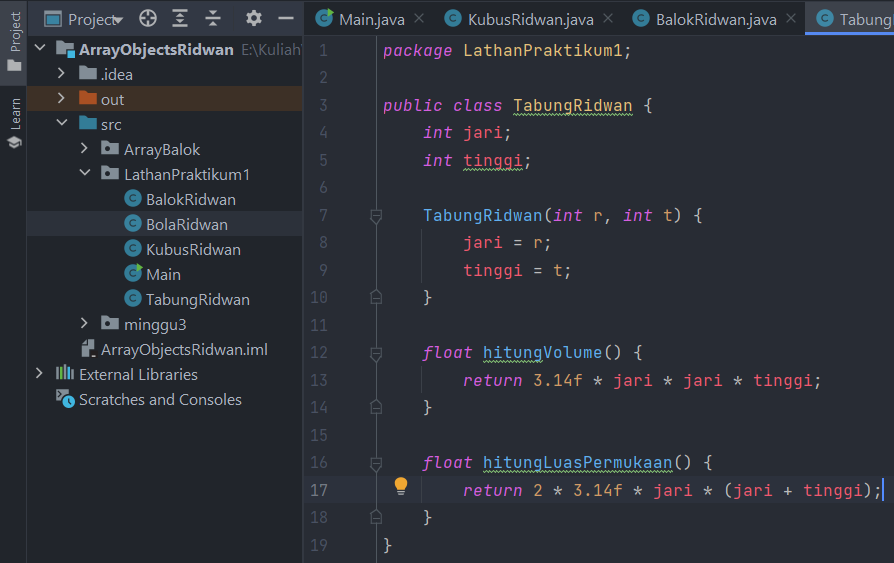 Project
Learn
Project
ArrayObjectsRidwan E:\Kuliah\
.idea
out
src
ArrayBalok
LathanPraktikum1
BalokRidwan
BolaRidwan
KubusRidwan
Main
TabungRidwan
minggu3
ArrayObjectsRidwan.iml
External Libraries
Scratches and Consoles
Main.java KubusRidwan.java BalokRidwan.java Tabung
1 package LathanPraktikum1;
2
3 public class TabungRidwan {
4 int jari;
5 int tinggi;
6
7 TabungRidwan(int r, int t) {
8 jari = r;
9 tinggi = t;
10 }
11
12 float hitungVolume() {
13 return 3.14f * jari * jari * tinggi;
14 }
15
16 float hitungLuasPermukaan() {
17 return 2 * 3.14f * jari * (jari + tinggi);
18 }
19 }